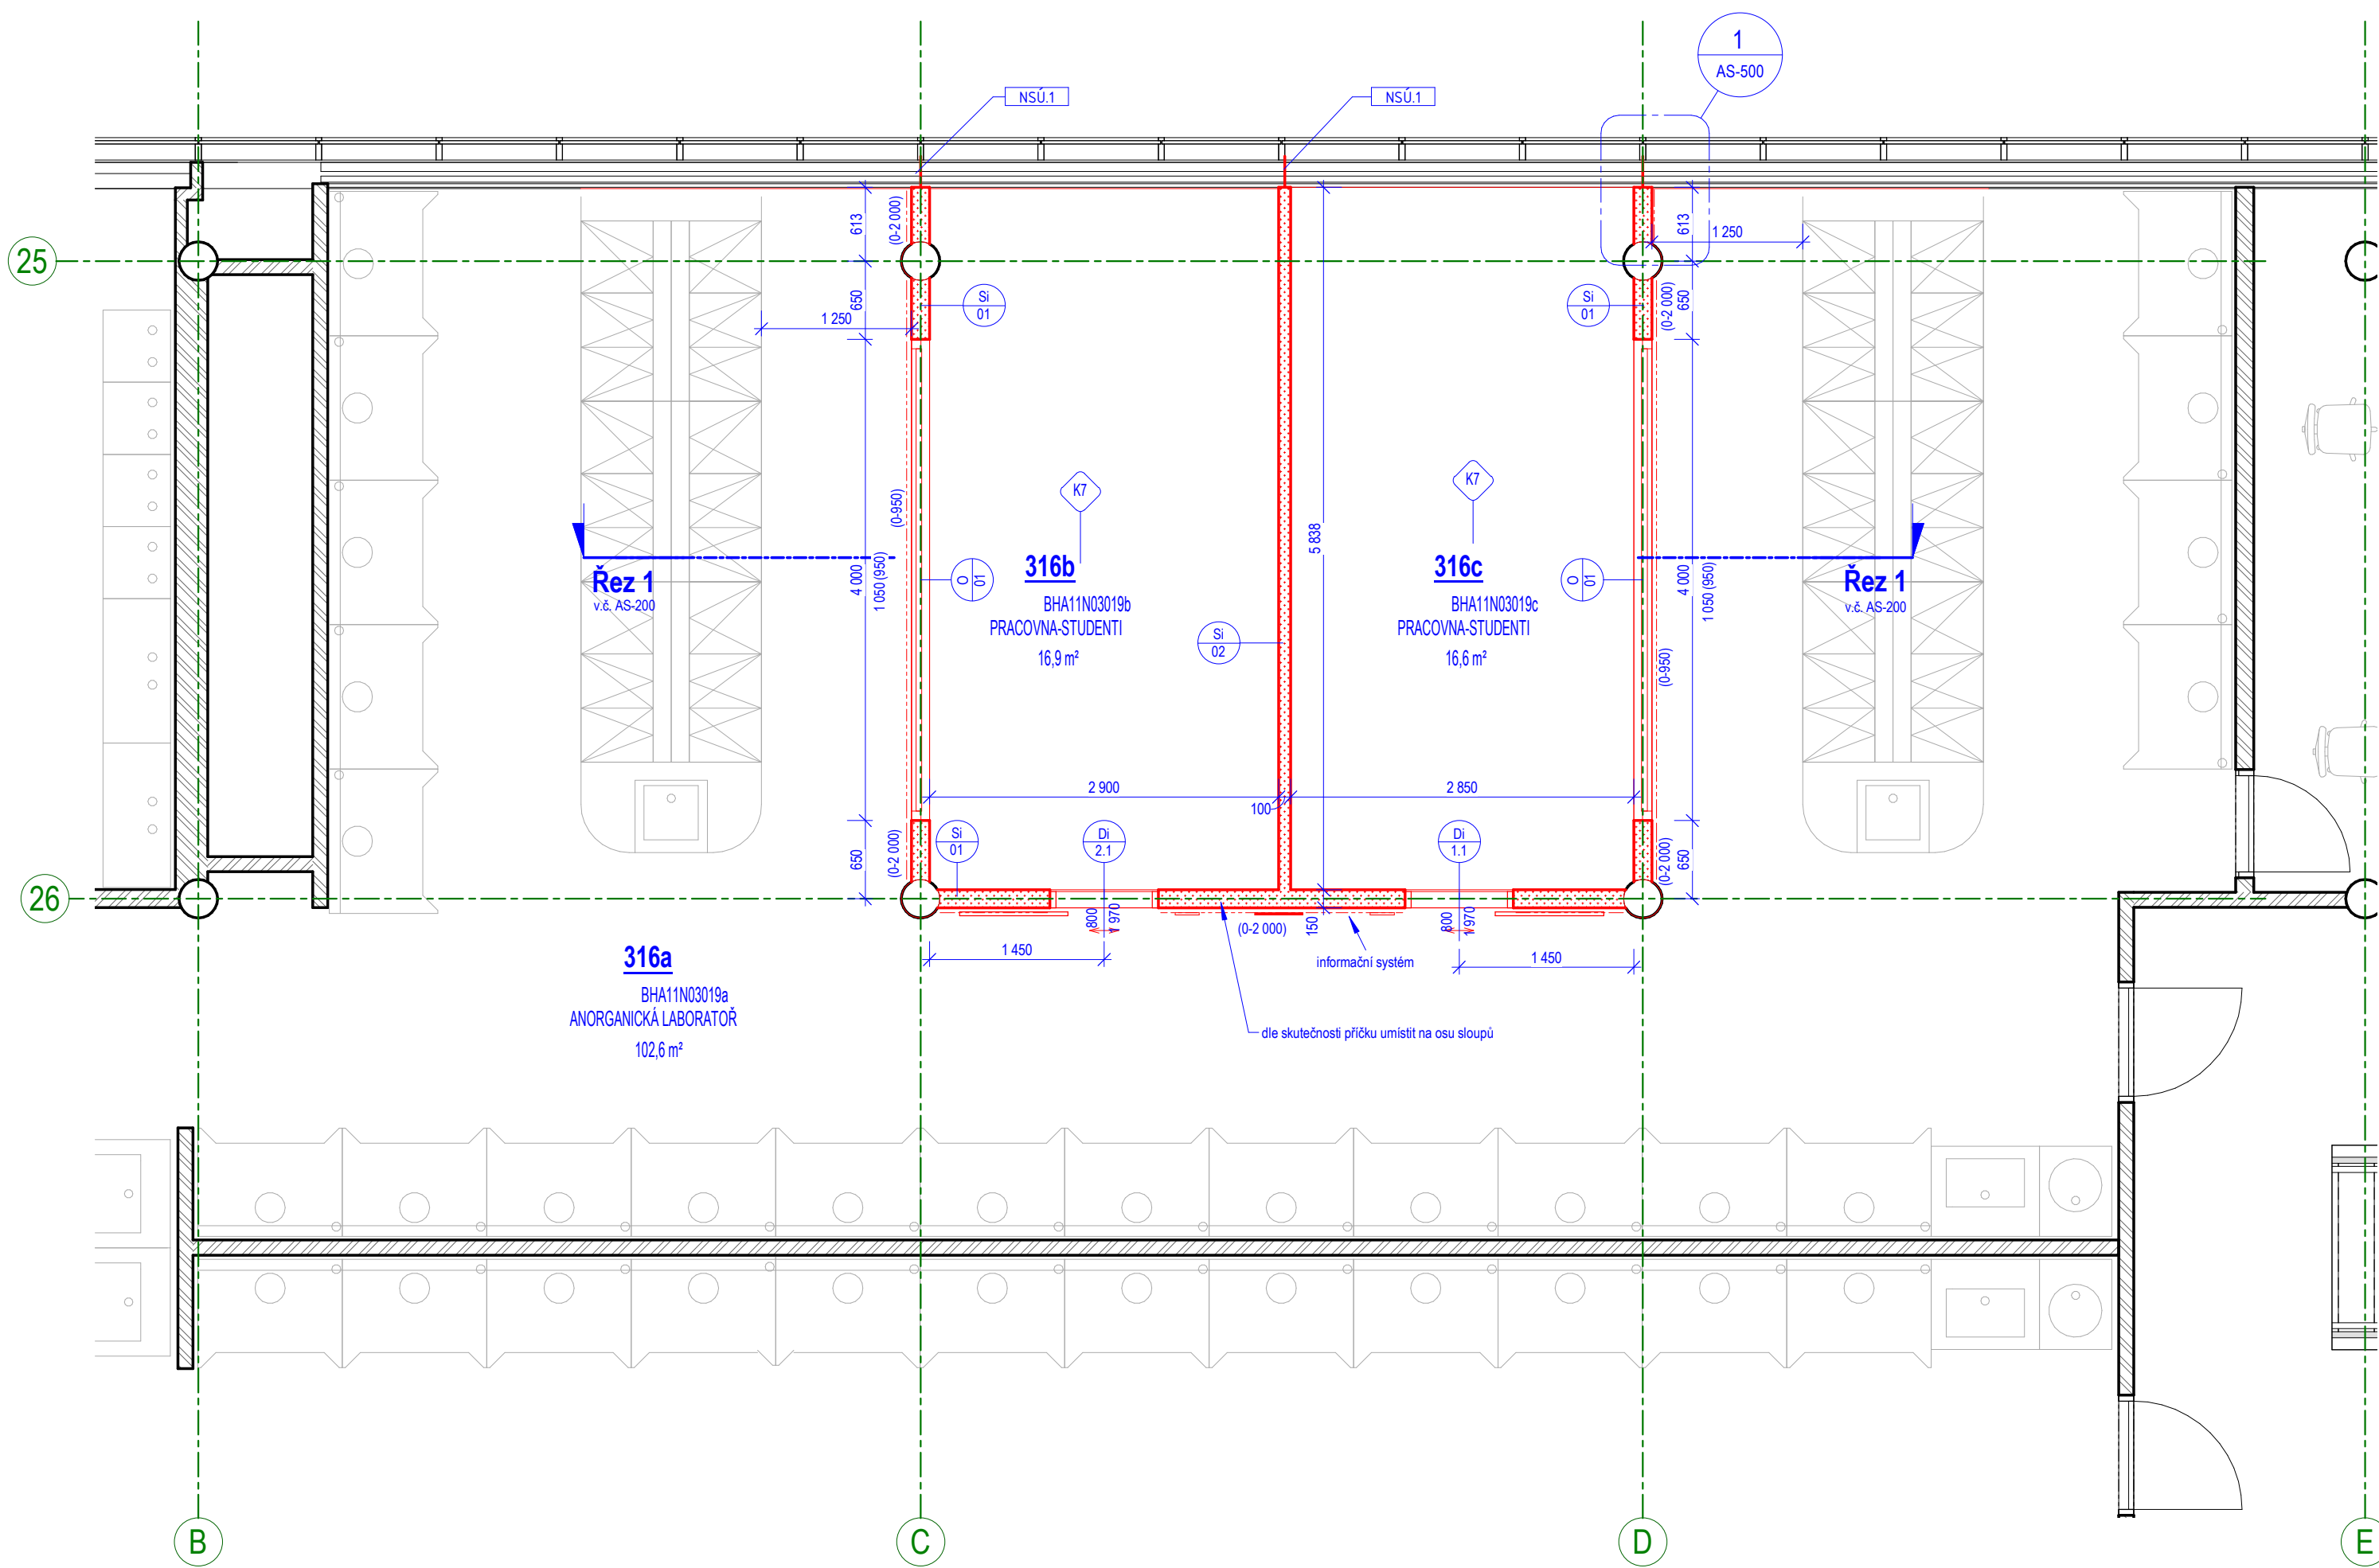 1
AS-500
NSÚ.1
NSÚ.1
25
613
(0-2 000)
613
1 250
650
Si
01
1 250
Si
01
(0-2 000)
650
K7
K7
(0-950)
5 838
4 000
1 050 (950)
O
01
316b
BHA11N03019b
PRACOVNA-STUDENTI
16,9 m²
316c
BHA11N03019c
PRACOVNA-STUDENTI
16,6 m²
O
01
4 000
1 050 (950)
(0-950)
Řez 1
v.č. AS-200
Řez 1
v.č. AS-200
Si
02
2 900
100
2 850
650
(0-2 000)
Si
01
Di
2.1
Di
1.1
(0-2 000)
650
26
800
1 970
(0-2 000)
150
800
1 970
1 450
informační systém
1 450
316a
BHA11N03019a
ANORGANICKÁ LABORATOŘ
102,6 m²
dle skutečnosti příčku umístit na osu sloupů
B
C
D
E